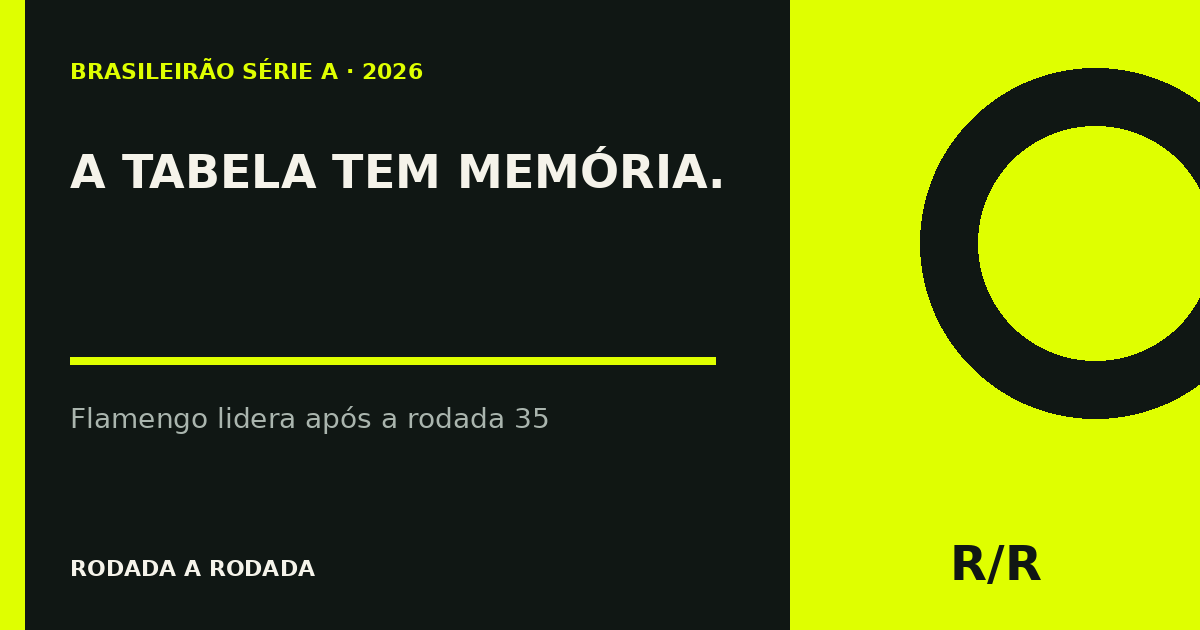 BRASILEIRÃO SÉRIE A · 2026
A TABELA TEM MEMÓRIA.
Flamengo lidera após a rodada 35
RODADA A RODADA
R/R